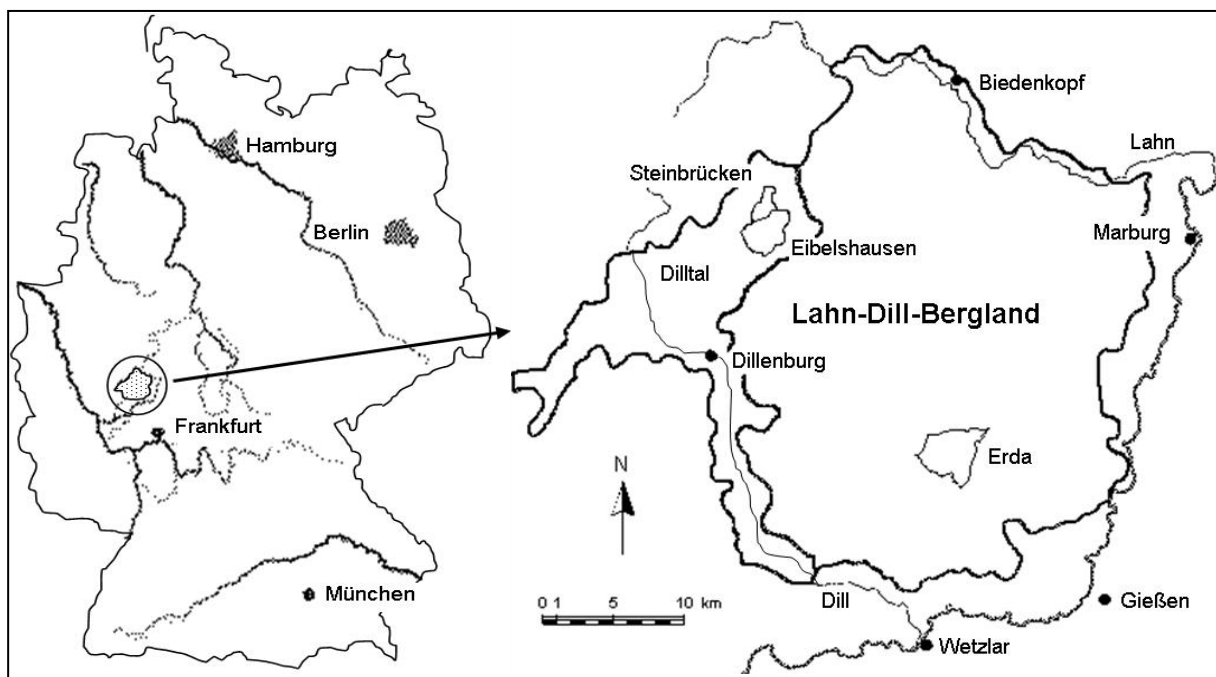 Hamburg
Berlin
Frankfurt
München
Biedenkopf
Lahn
Steinbrücken
Marburg
Eibelshausen
Dilltal
Lahn-Dill-Bergland
Dillenburg
Erda
N
0 1 5 10 km
Dill
Gießen
Wetzlar